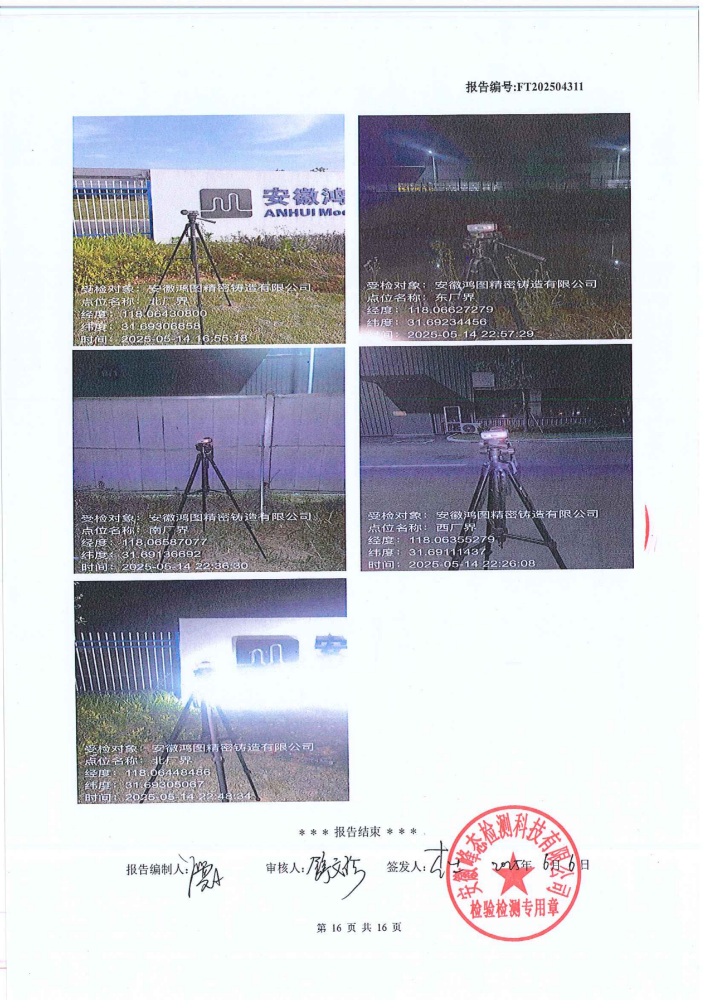 报告编号:FT202504311
安徽鸿
ANHUI Moo
受检对象：安徽鸿图精密铸造有限公司
点位名称：北厂界
经度：118.06430800
纬度：31.69306858
时间：2025-05-14 16:55:18
受检对象：安徽鸿图精密铸造有限公司
点位名称：东厂界
经度：118.06627279
纬度：31.69234456
时间：2025-05-14 22:57:29
受检对象：安徽鸿图精密铸造有限公司
点位名称：南厂界
经度：118.06587077
纬度：31.69136692
时间：2025-05-14 22:36:30
受检对象：安徽鸿图精密铸造有限公司
点位名称：西厂界
经度：118.06355279
纬度：31.69111437
时间：2025-05-14 22:26:08
安
受检对象：安徽鸿图精密铸造有限公司
点位名称：北厂界
经度：118.06448486
纬度：31.69305067
时间：2025-05-14 22:48:34
***报告结束***
报告编制人: 审核人: 签发人: 2025年 6月 6日
安徽峰态检测科技有限公司
检验检测专用章
第 16 页 共 16 页